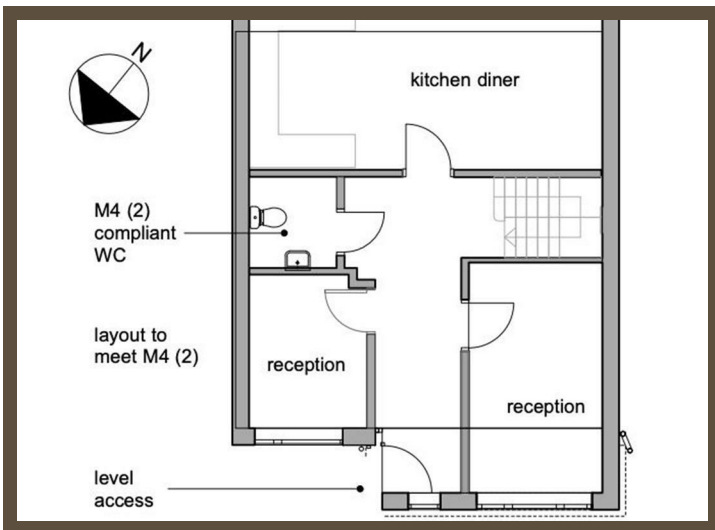 N
kitchen diner
M4 (2)
compliant
WC
layout to
meet M4 (2)
reception
reception
level
access